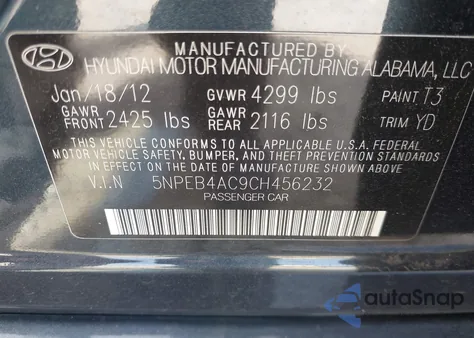 MANUFACTURED BY
HYUNDAI MOTOR MANUFACTURING ALABAMA, LLC
Jan/18/12 GVWR 4299 lbs PAINT T3
GAWR FRONT 2425 lbs GAWR REAR 2116 lbs TRIM YD
THIS VEHICLE CONFORMS TO ALL APPLICABLE U.S.A. FEDERAL
MOTOR VEHICLE SAFETY, BUMPER, AND THEFT PREVENTION
STANDARDS IN EFFECT ON THE DATE OF MANUFACTURE SHOWN ABOVE.
V.I.N 5NPEB4AC9CH456232
PASSENGER CAR
autoSnap